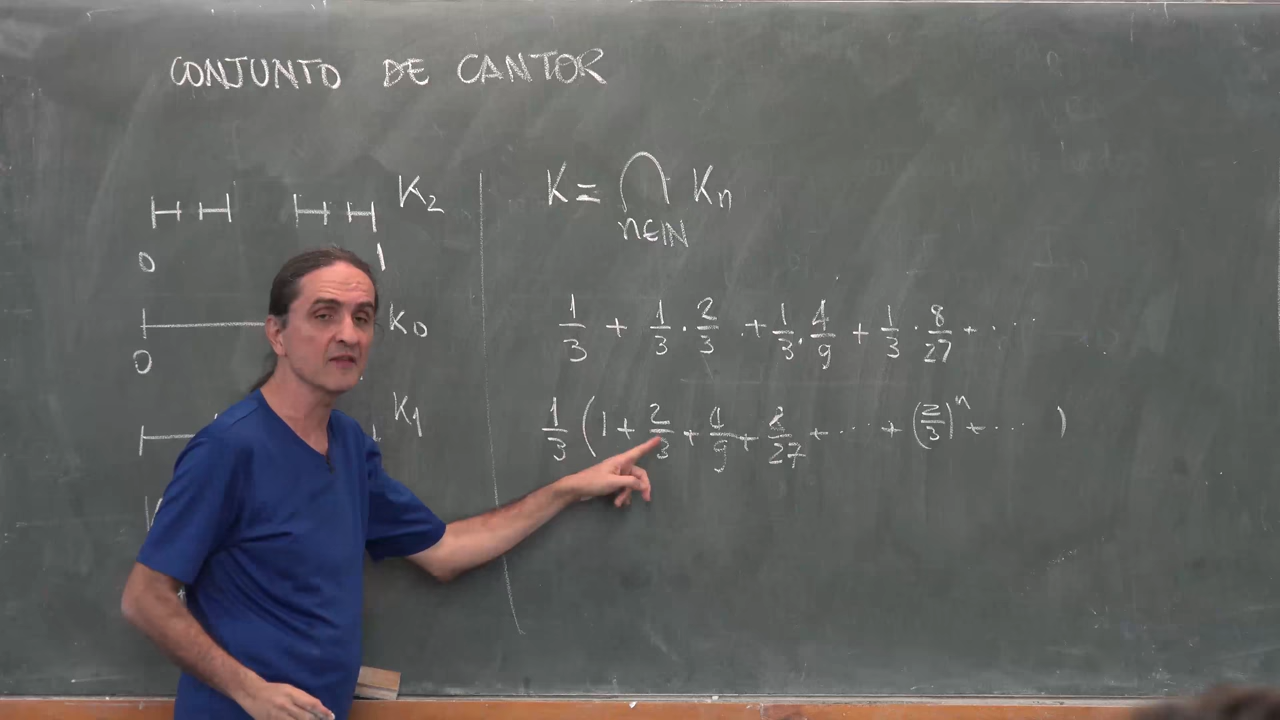 CONJUNTO DE CANTOR
K2
0 1
K0
0
K1
K = ⋂ Kn
n∈ℕ
1/3 + 1/3 · 2/3 + 1/3 · 4/9 + 1/3 · 8/27 + ...
1/3 (1 + 2/3 + 4/9 + 8/27 + ... + (2/3)^n + ... )